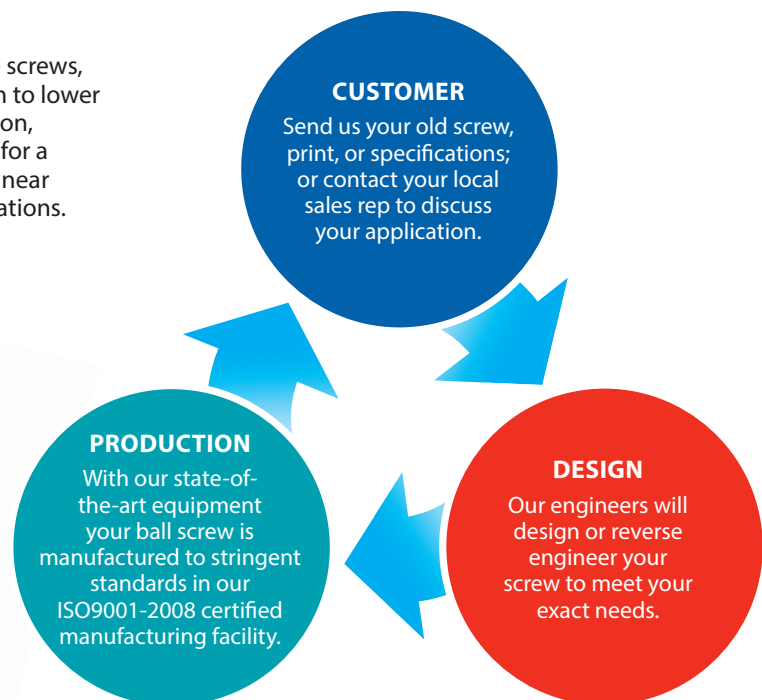 screws,
n to lower
on,
for a
near
ations.
CUSTOMER
Send us your old screw,
print, or specifications;
or contact your local
sales rep to discuss
your application.
PRODUCTION
With our state-of-
the-art equipment
your ball screw is
manufactured to stringent
standards in our
ISO9001-2008 certified
manufacturing facility.
DESIGN
Our engineers will
design or reverse
engineer your
screw to meet your
exact needs.